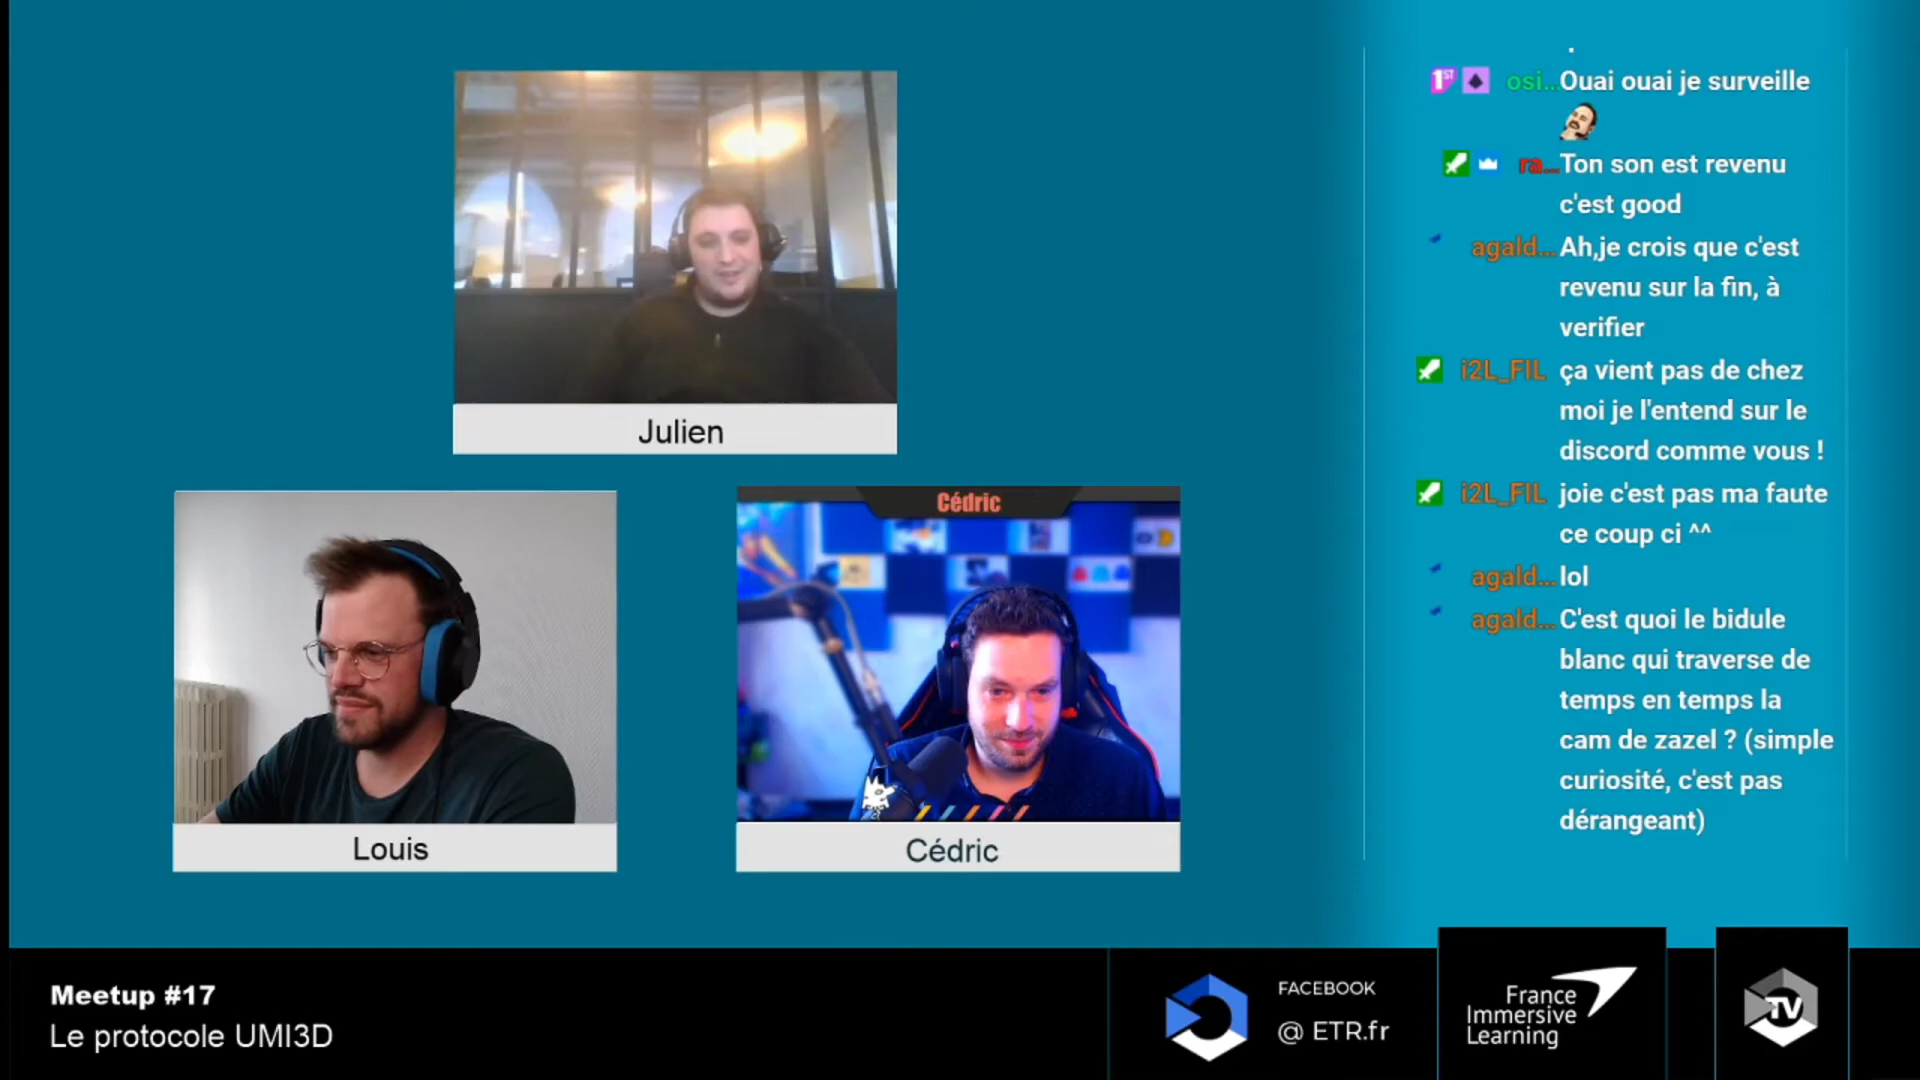 Julien
Louis
Cédric
Cédric
1ST osi... Ouai ouai je surveille
ra... Ton son est revenu
c'est good
agald... Ah,je crois que c'est
revenu sur la fin, à
verifier
i2L_FIL ça vient pas de chez
moi je l'entend sur le
discord comme vous !
i2L_FIL joie c'est pas ma faute
ce coup ci ^^
agald... lol
agald... C'est quoi le bidule
blanc qui traverse de
temps en temps la
cam de zazel ? (simple
curiosité, c'est pas
dérangeant)
Meetup #17
Le protocole UMI3D
FACEBOOK
@ ETR.fr
France
Immersive
Learning
TV